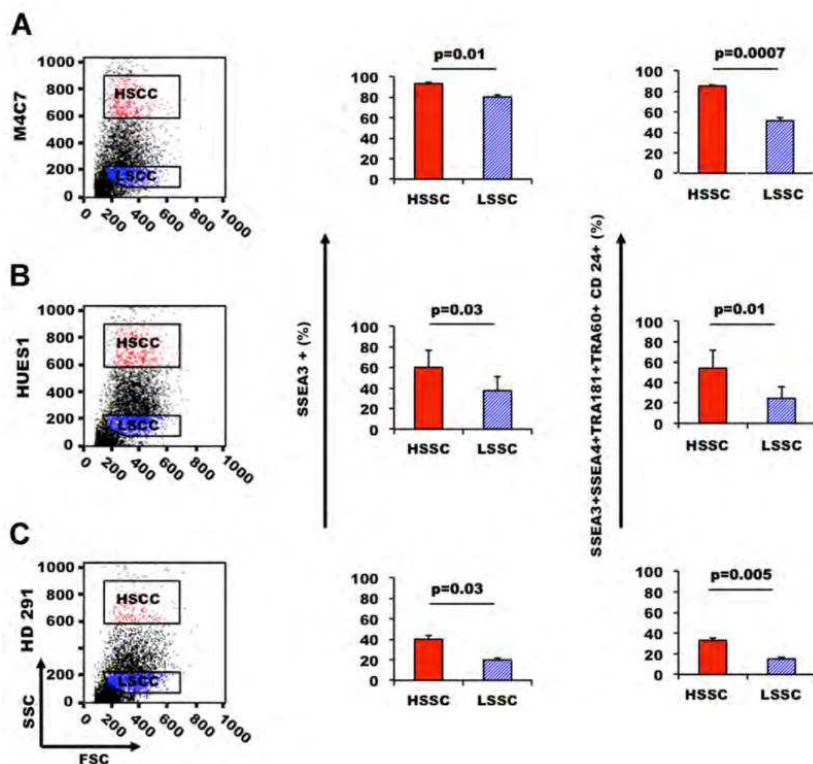 A
M4C7
1000
800
600
400
200
0
HSCC
LSCC
0 200 400 600 800 1000
p=0.01
100
80
60
40
20
0
HSSC LSSC
p=0.0007
100
80
60
40
20
0
HSSC LSSC
SSEA3 + (%)
SSEA3+SSEA4+TRA181+TRA60+ CD 24+ (%)
B
HUES1
1000
800
600
400
200
0
HSCC
LSCC
0 200 400 600 800 1000
p=0.03
100
80
60
40
20
0
HSSC LSSC
p=0.01
100
80
60
40
20
0
HSSC LSSC
C
HD 291
1000
800
600
400
200
0
HSCC
LSCC
0 200 400 600 800 1000
SSC
FSC
p=0.03
100
80
60
40
20
0
HSSC LSSC
p=0.005
100
80
60
40
20
0
HSSC LSSC